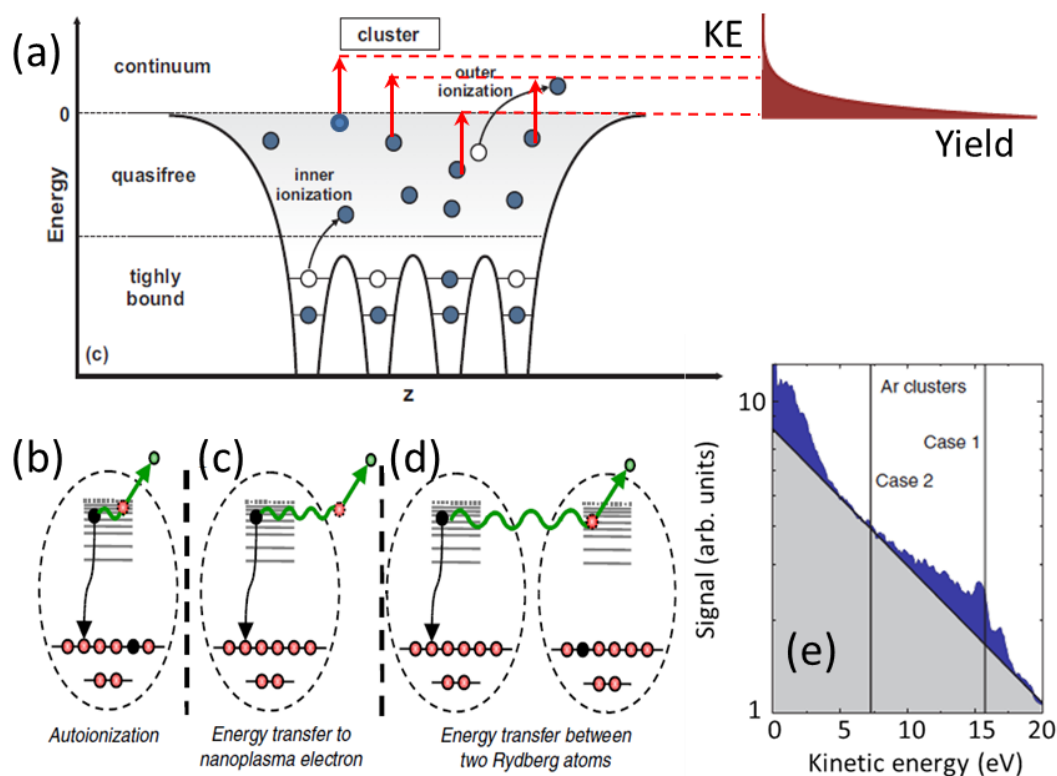 (a)
cluster
KE
continuum
outer
ionization
0
Yield
Energy
quasifree
inner
ionization
tighly
bound
(c)
z
(b)
(c)
(d)
Autoionization
Energy transfer to
nanoplasma electron
Energy transfer between
two Rydberg atoms
10
Ar clusters
Case 1
Case 2
Signal (arb. units)
(e)
1
0 5 10 15 20
Kinetic energy (eV)